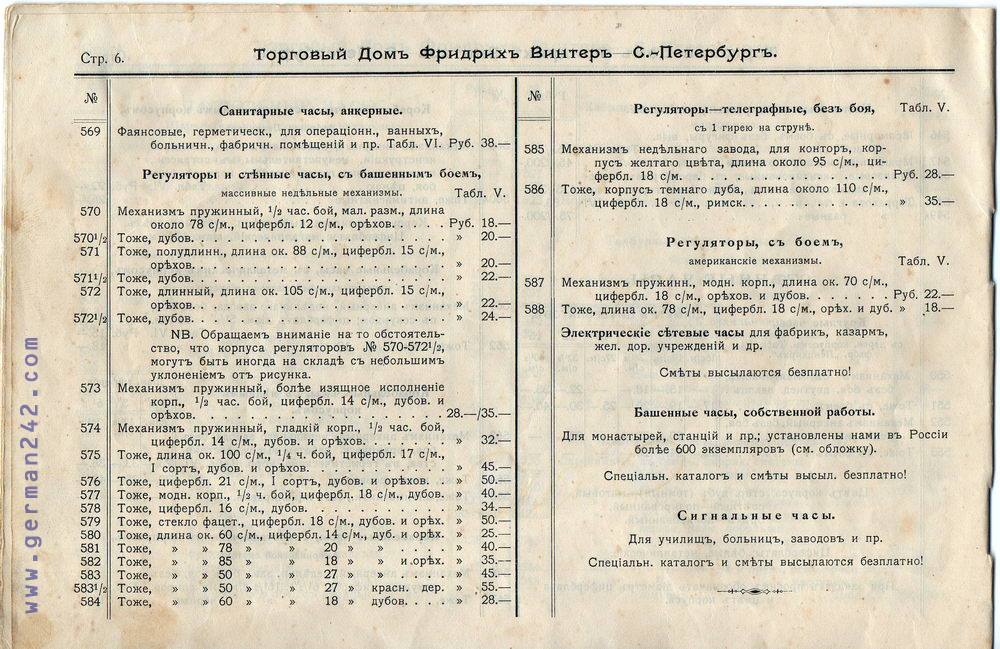 Стр. 6.
Торговый Домъ Фридрихъ Винтеръ—С.-Петербургъ.
№
Санитарные часы, анкерные.
569 Фаянсовые, герметическ., для операціонн., ванныхъ,
больничн., фабричн. помѣщеній и пр. Табл. VI. Руб. 38.—
Регуляторы и стѣнные часы, съ башеннымъ боемъ,
массивные недѣльные механизмы. Табл. V.
570 Механизмъ пружинный, 1/2 час. бой, мал. разм., длина
около 78 с/м., цифербл. 12 с/м., орѣховъ. . . . . Руб. 18.—
570 1/2 Тоже, дубов. . . . . . . . . . . . . . . . . . . . » 20.—
571 Тоже, полудлинн., длина ок. 88 с/м., цифербл. 15 с/м.,
орѣхов. . . . . . . . . . . . . . . . . . . . » 20.—
571 1/2 Тоже, дубов. . . . . . . . . . . . . . . . . . . . » 22.—
572 Тоже, длинный, длина ок. 105 с/м., цифербл. 15 с/м.,
орѣхов. . . . . . . . . . . . . . . . . . . . » 22.—
572 1/2 Тоже, дубов. . . . . . . . . . . . . . . . . . . . » 24.—
NB. Обращаемъ вниманіе на то обстоятель-
ство, что корпуса регуляторовъ № 570-572 1/2,
могутъ быть иногда на складѣ съ небольшимъ
уклоненіемъ отъ рисунка.
573 Механизмъ пружинный, болѣе изящное исполненіе
корп., 1/2 час. бой, цифербл. 14 с/м., дубов. и
орѣхов. . . . . . . . . . . . . . . . . . . 28.—/35.—
574 Механизмъ пружинный, гладкій корп., 1/2 час. бой,
цифербл. 14 с/м., дубов. и орѣхов. . . . . . . . » 32.—
575 Тоже, длина ок. 100 с/м., 1/4 ч. бой, цифербл. 17 с/м.,
I сортъ, дубов. и орѣхов. . . . . . . . . . . . » 45.—
576 Тоже, цифербл. 21 с/м., I сортъ, дубов. и орѣхов. . . » 50.—
577 Тоже, модн. корп., 1/2 ч. бой, цифербл. 18 с/м., дубов. » 40.—
578 Тоже, цифербл. 16 с/м., дубов. . . . . . . . . . . . » 34.—
579 Тоже, стекло фацет., цифербл. 18 с/м., дубов. и орѣх. » 50.—
580 Тоже, длина ок. 60 с/м., цифербл. 14 с/м., дуб. и орѣх. » 25.—
581 Тоже, » » 78 » » 20 » » . . . . » 40.—
582 Тоже, » » 85 » » 18 » » и орѣх. » 35.—
583 Тоже, » » 50 » » 27 » » . . . . » 45.—
583 1/2 Тоже, » » 50 » » 27 » красн. дер. » 55.—
584 Тоже, » » 60 » » 18 » дубов. . . . » 28.—
№
Регуляторы—телеграфные, безъ боя, Табл. V.
съ 1 гирею на струнѣ.
585 Механизмъ недѣльнаго завода, для конторъ, кор-
пусъ желтаго цвѣта, длина около 95 с/м., ци-
фербл. 18 с/м. . . . . . . . . . . . . . . . . Руб. 28.—
586 Тоже, корпусъ темнаго дуба, длина около 110 с/м.,
цифербл. 18 с/м., римск. . . . . . . . . . . . » 35.—
Регуляторы, съ боемъ,
американскіе механизмы. Табл. V.
587 Механизмъ пружинн., модн. корп., длина ок. 70 с/м.,
цифербл. 18 с/м., орѣхов. и дубов. . . . . . . . Руб. 22.—
588 Тоже, длина ок. 78 с/м., цифербл. 18 с/м., орѣх. и дуб. » 18.—
Электрическіе сѣтевые часы для фабрикъ, казармъ,
жел. дор. учрежденій и др.
Смѣты высылаются безплатно!
Башенные часы, собственной работы.
Для монастырей, станцій и пр., установлены нами въ Россіи
болѣе 600 экземпляровъ (см. обложку).
Спеціальн. каталогъ и смѣты высыл. безплатно!
Сигнальные часы.
Для училищъ, больницъ, заводовъ и пр.
Спеціальн. каталогъ и смѣты высылаются безплатно!
www.german242.com